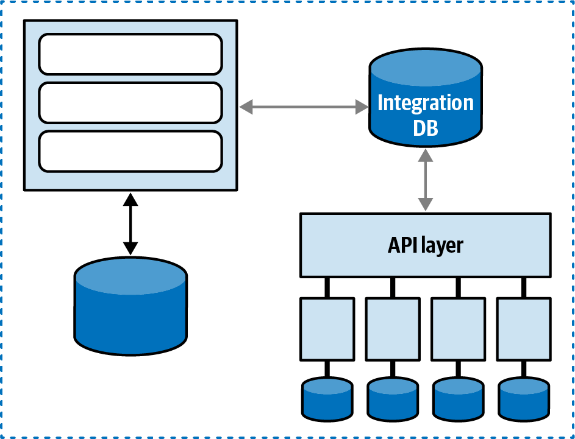 Integration
DB
API layer